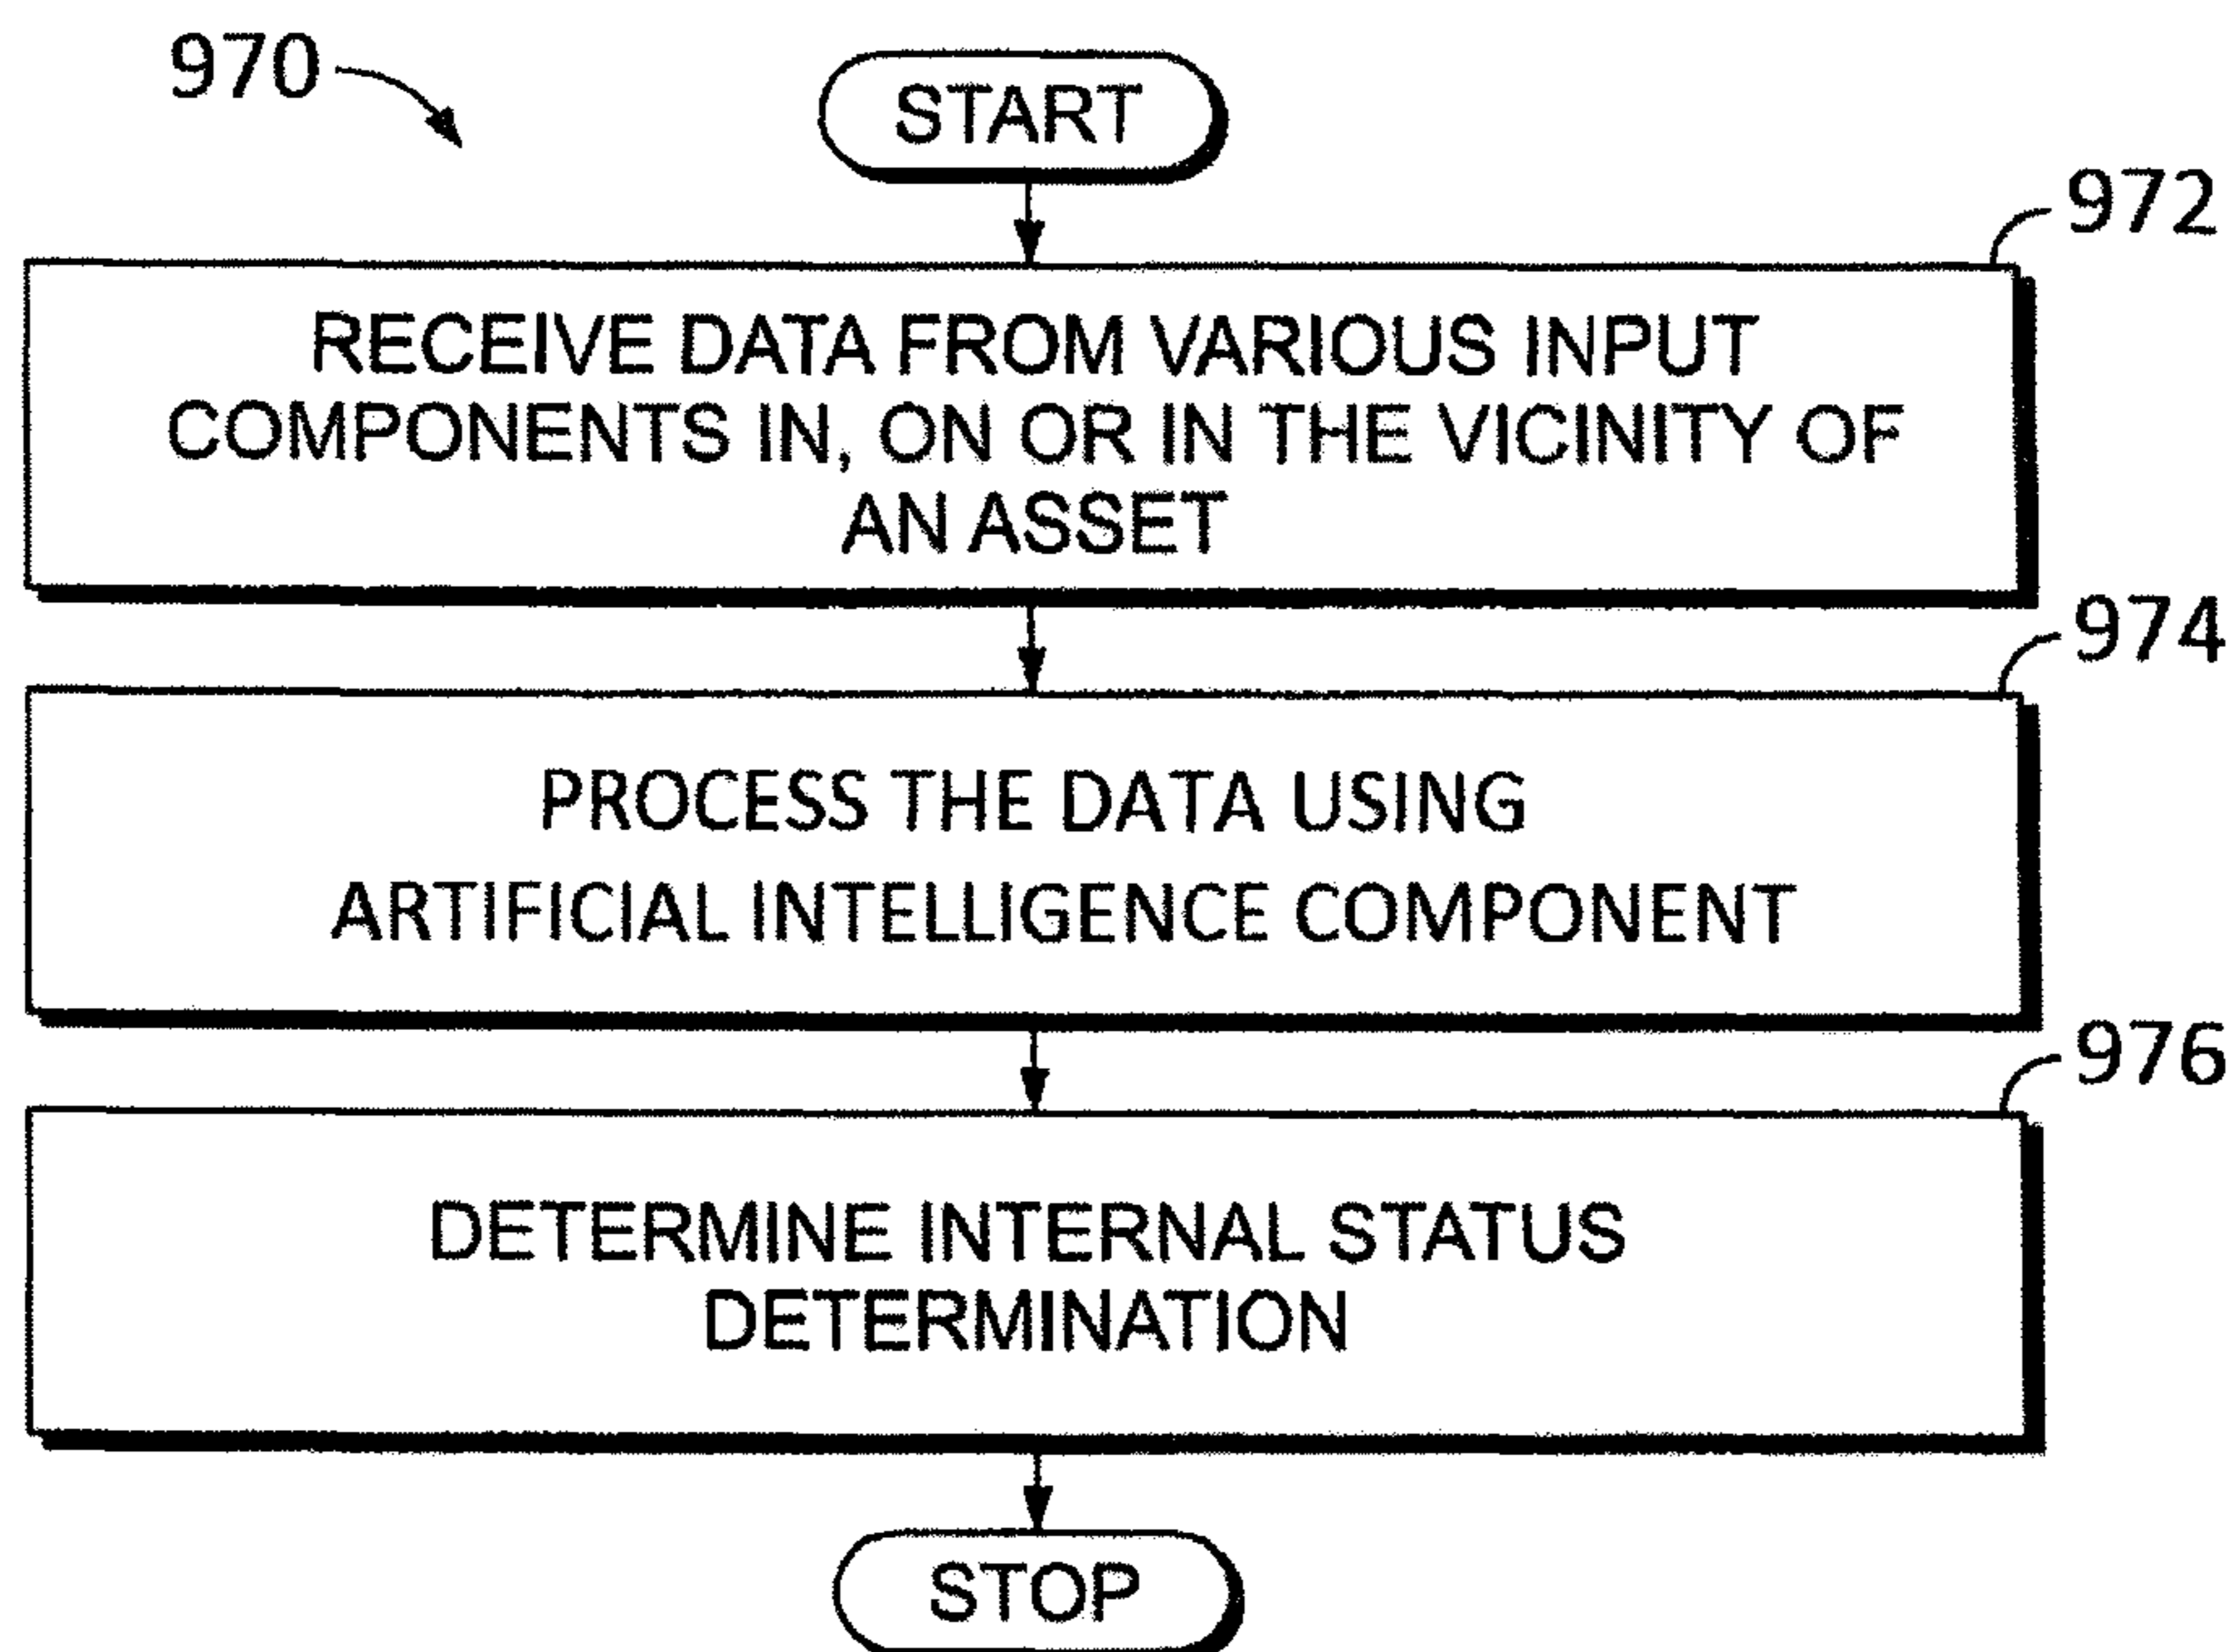 970
START
972
RECEIVE DATA FROM VARIOUS INPUT
COMPONENTS IN, ON OR IN THE VICINITY OF
AN ASSET
974
PROCESS THE DATA USING
ARTIFICIAL INTELLIGENCE COMPONENT
976
DETERMINE INTERNAL STATUS
DETERMINATION
STOP